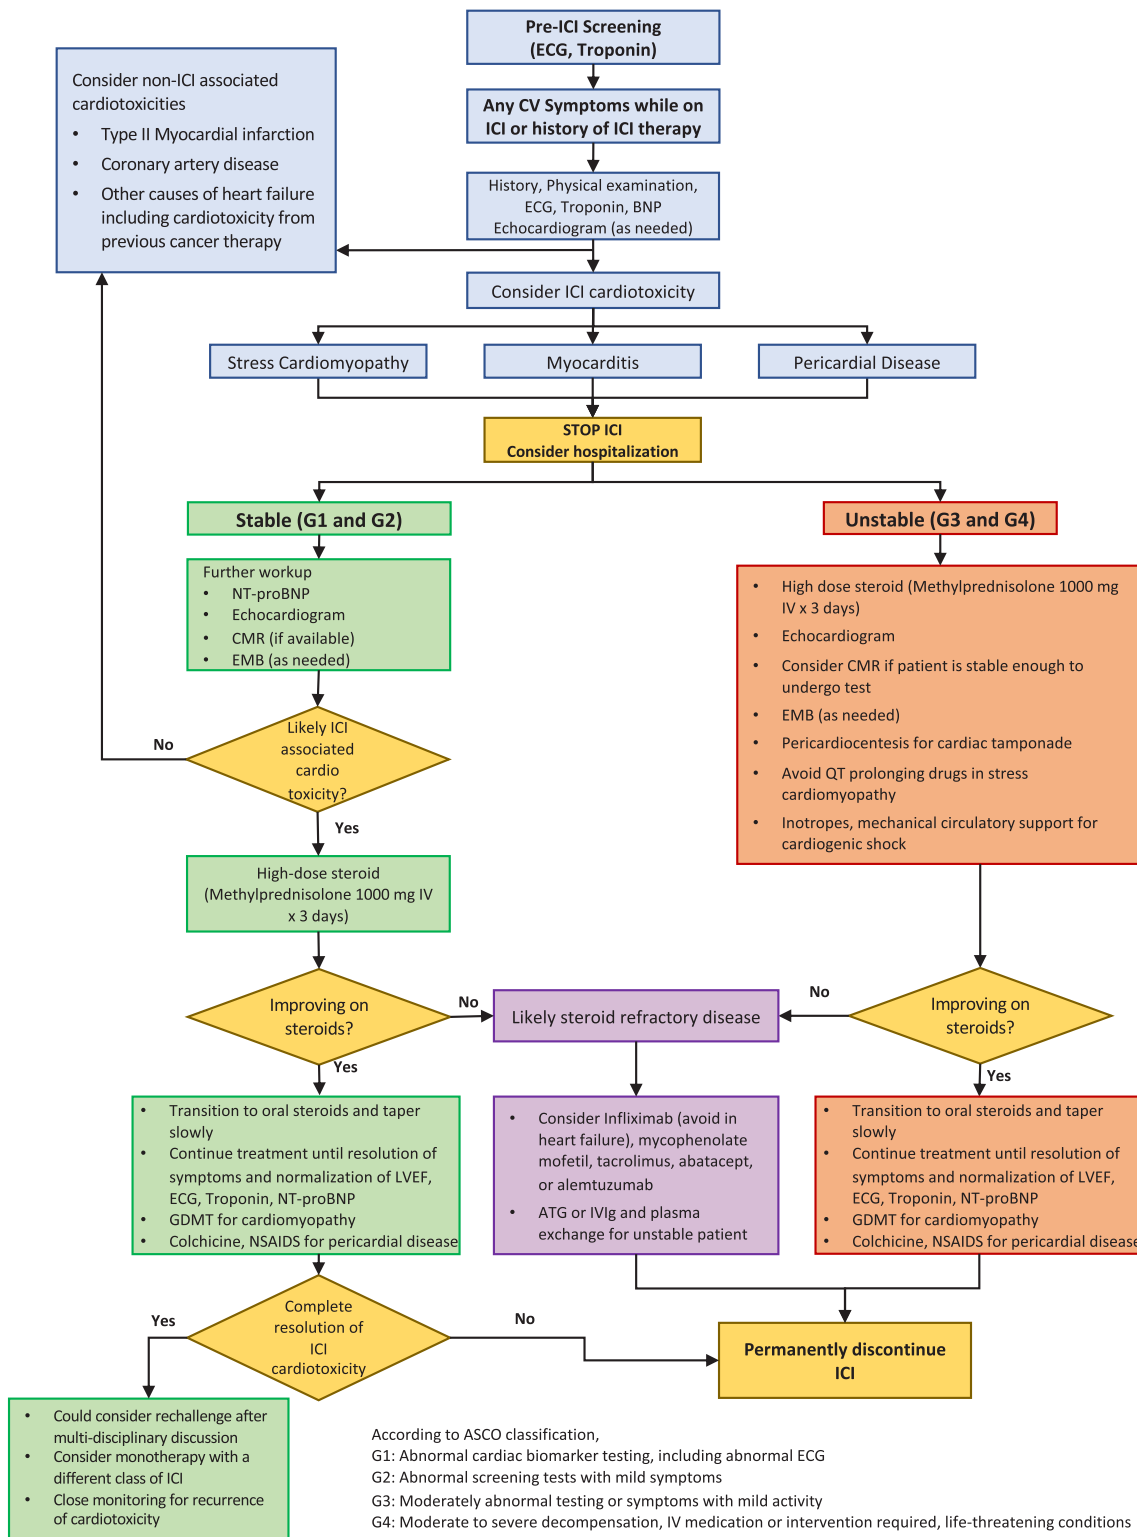 Pre-ICI Screening
(ECG, Troponin)
Any CV Symptoms while on
ICI or history of ICI therapy
History, Physical examination,
ECG, Troponin, BNP
Echocardiogram (as needed)
Consider non-ICI associated
cardiotoxicities
• Type II Myocardial infarction
• Coronary artery disease
• Other causes of heart failure
including cardiotoxicity from
previous cancer therapy
Consider ICI cardiotoxicity
Stress Cardiomyopathy
Myocarditis
Pericardial Disease
STOP ICI
Consider hospitalization
Stable (G1 and G2)
Further workup
• NT-proBNP
• Echocardiogram
• CMR (if available)
• EMB (as needed)
Likely ICI
associated
cardio
toxicity?
No
Yes
High-dose steroid
(Methylprednisolone 1000 mg IV
x 3 days)
Improving on
steroids?
No
Yes
Unstable (G3 and G4)
• High dose steroid (Methylprednisolone 1000 mg
IV x 3 days)
• Echocardiogram
• Consider CMR if patient is stable enough to
undergo test
• EMB (as needed)
• Pericardiocentesis for cardiac tamponade
• Avoid QT prolonging drugs in stress
cardiomyopathy
• Inotropes, mechanical circulatory support for
cardiogenic shock
Improving on
steroids?
No
Yes
Likely steroid refractory disease
• Transition to oral steroids and taper
slowly
• Continue treatment until resolution of
symptoms and normalization of LVEF,
ECG, Troponin, NT-proBNP
• GDMT for cardiomyopathy
• Colchicine, NSAIDS for pericardial disease
• Consider Infliximab (avoid in
heart failure), mycophenolate
mofetil, tacrolimus, abatacept,
or alemtuzumab
• ATG or IVIg and plasma
exchange for unstable patient
• Transition to oral steroids and taper
slowly
• Continue treatment until resolution of
symptoms and normalization of LVEF,
ECG, Troponin, NT-proBNP
• GDMT for cardiomyopathy
• Colchicine, NSAIDS for pericardial disease
Complete
resolution of
ICI
cardiotoxicity
Yes
No
Permanently discontinue
ICI
• Could consider rechallenge after
multi-disciplinary discussion
• Consider monotherapy with a
different class of ICI
• Close monitoring for recurrence
of cardiotoxicity
According to ASCO classification,
G1: Abnormal cardiac biomarker testing, including abnormal ECG
G2: Abnormal screening tests with mild symptoms
G3: Moderately abnormal testing or symptoms with mild activity
G4: Moderate to severe decompensation, IV medication or intervention required, life-threatening conditions